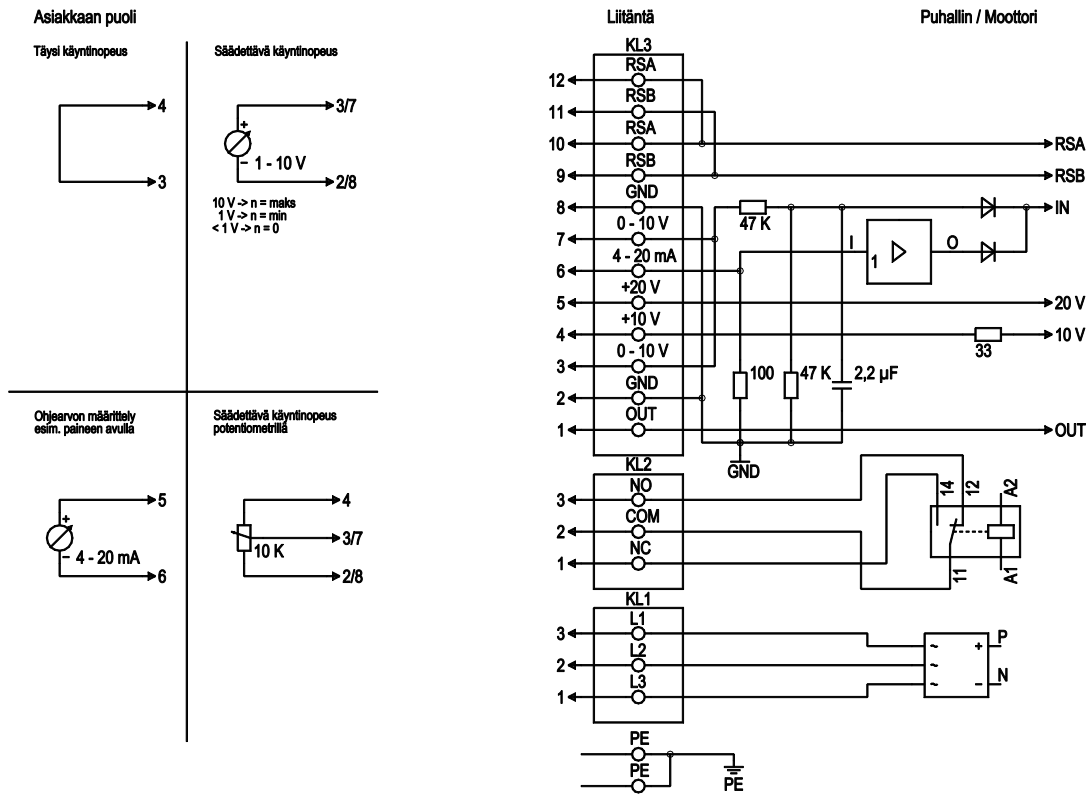 Asiakkaan puoli
Täysi käyntinopeus
4
3
Säädettävä käyntinopeus
3/7
+
− 1 - 10 V
2/8
10 V -> n = maks
1 V -> n = min
< 1 V -> n = 0
Ohjearvon määrittely
esim. paineen avulla
5
+
− 4 - 20 mA
6
Säädettävä käyntinopeus
potentiometrillä
4
3/7
10 K
2/8
Liitäntä
Puhallin / Moottori
KL3
RSA
12
RSB
11
RSA
10
RSA
RSB
9
RSB
GND
8
IN
0 - 10 V
47 K
7
4 - 20 mA
I
1
O
6
+20 V
5
20 V
+10 V
4
10 V
33
0 - 10 V
3
100
47 K
2,2 µF
GND
2
OUT
1
OUT
GND
KL2
NO
3
14
12
A2
COM
2
NC
1
11
A1
KL1
L1
3
~
+
P
L2
2
~
L3
1
~
−
N
PE
PE
PE